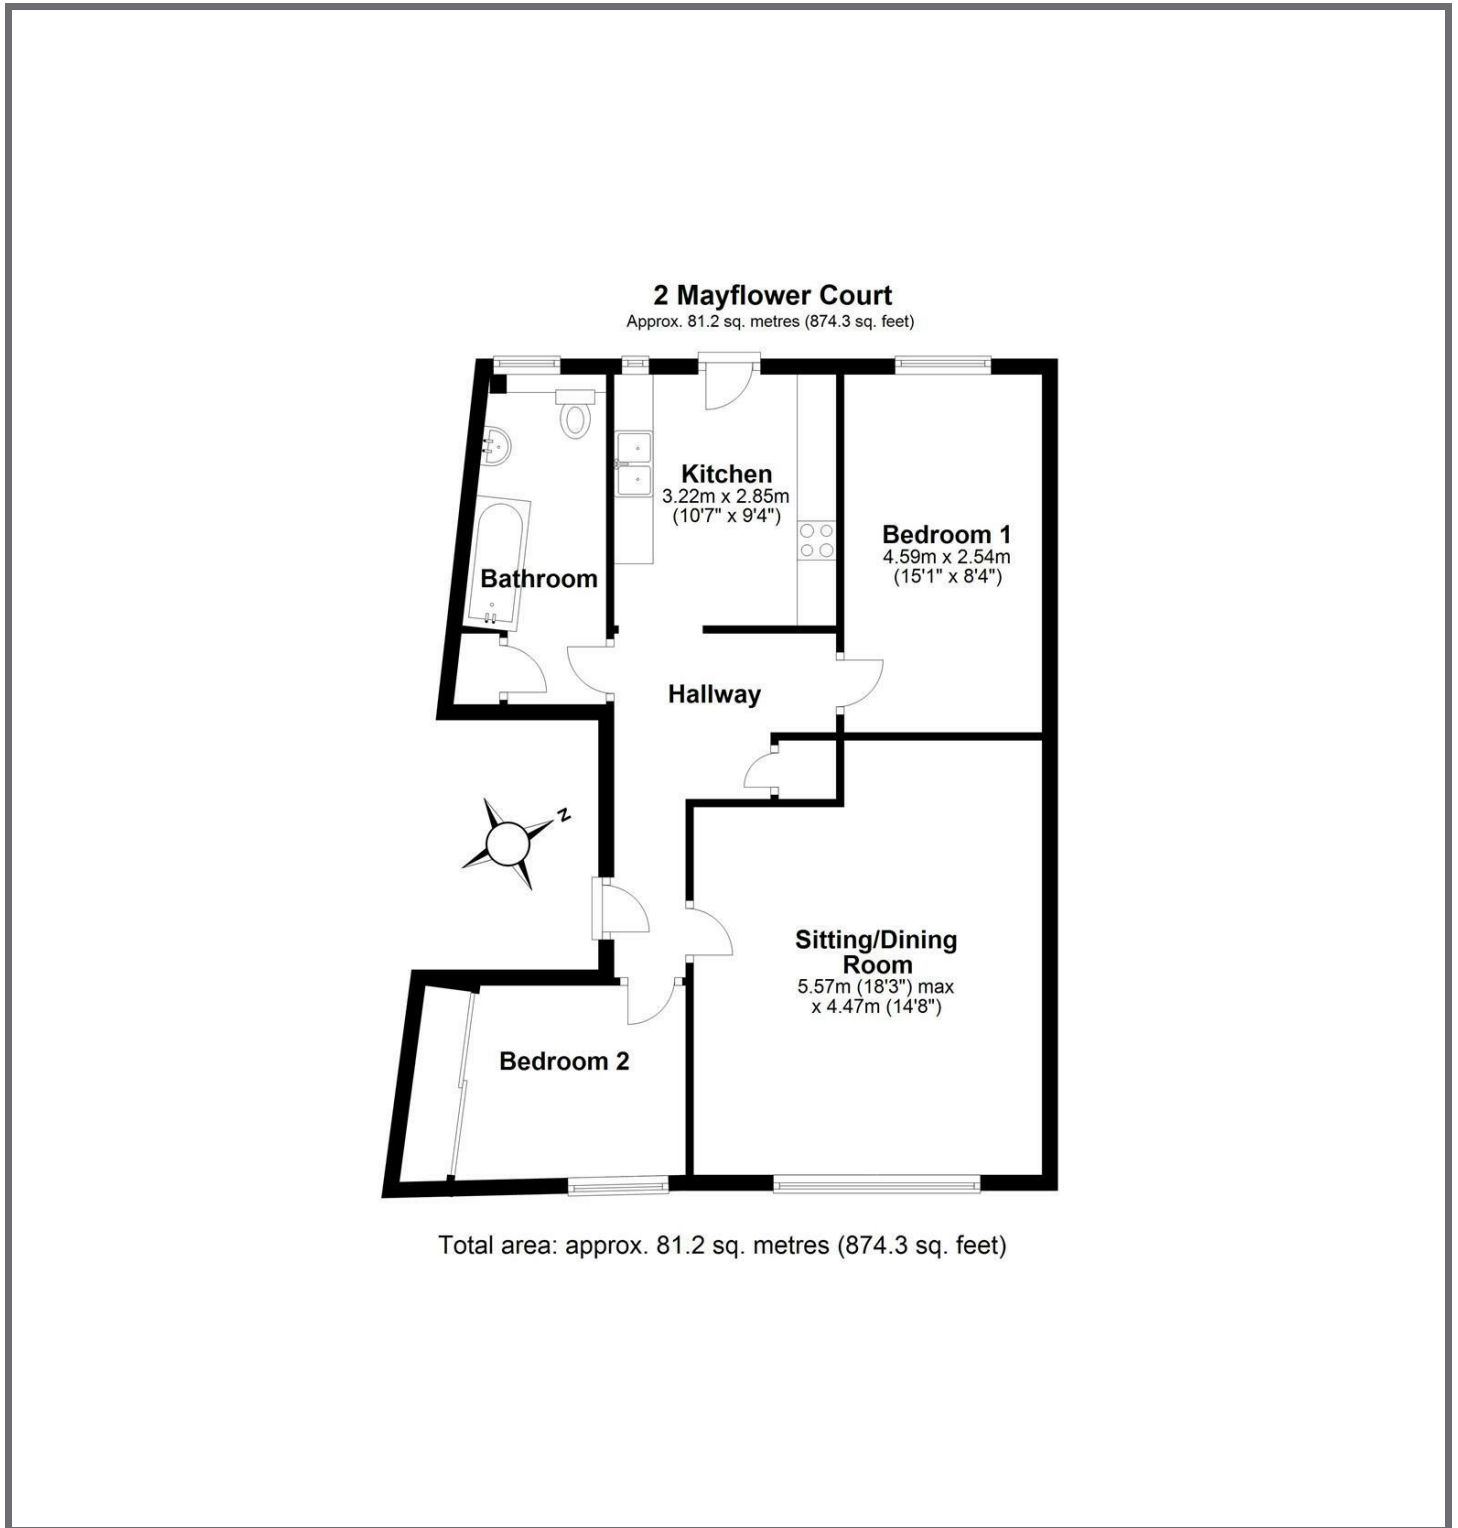 2 Mayflower Court
Approx. 81.2 sq. metres (874.3 sq. feet)
Kitchen
3.22m x 2.85m
(10'7" x 9'4")
Bedroom 1
4.59m x 2.54m
(15'1" x 8'4")
Bathroom
Hallway
N
Sitting/Dining
Room
5.57m (18'3") max
x 4.47m (14'8")
Bedroom 2
Total area: approx. 81.2 sq. metres (874.3 sq. feet)